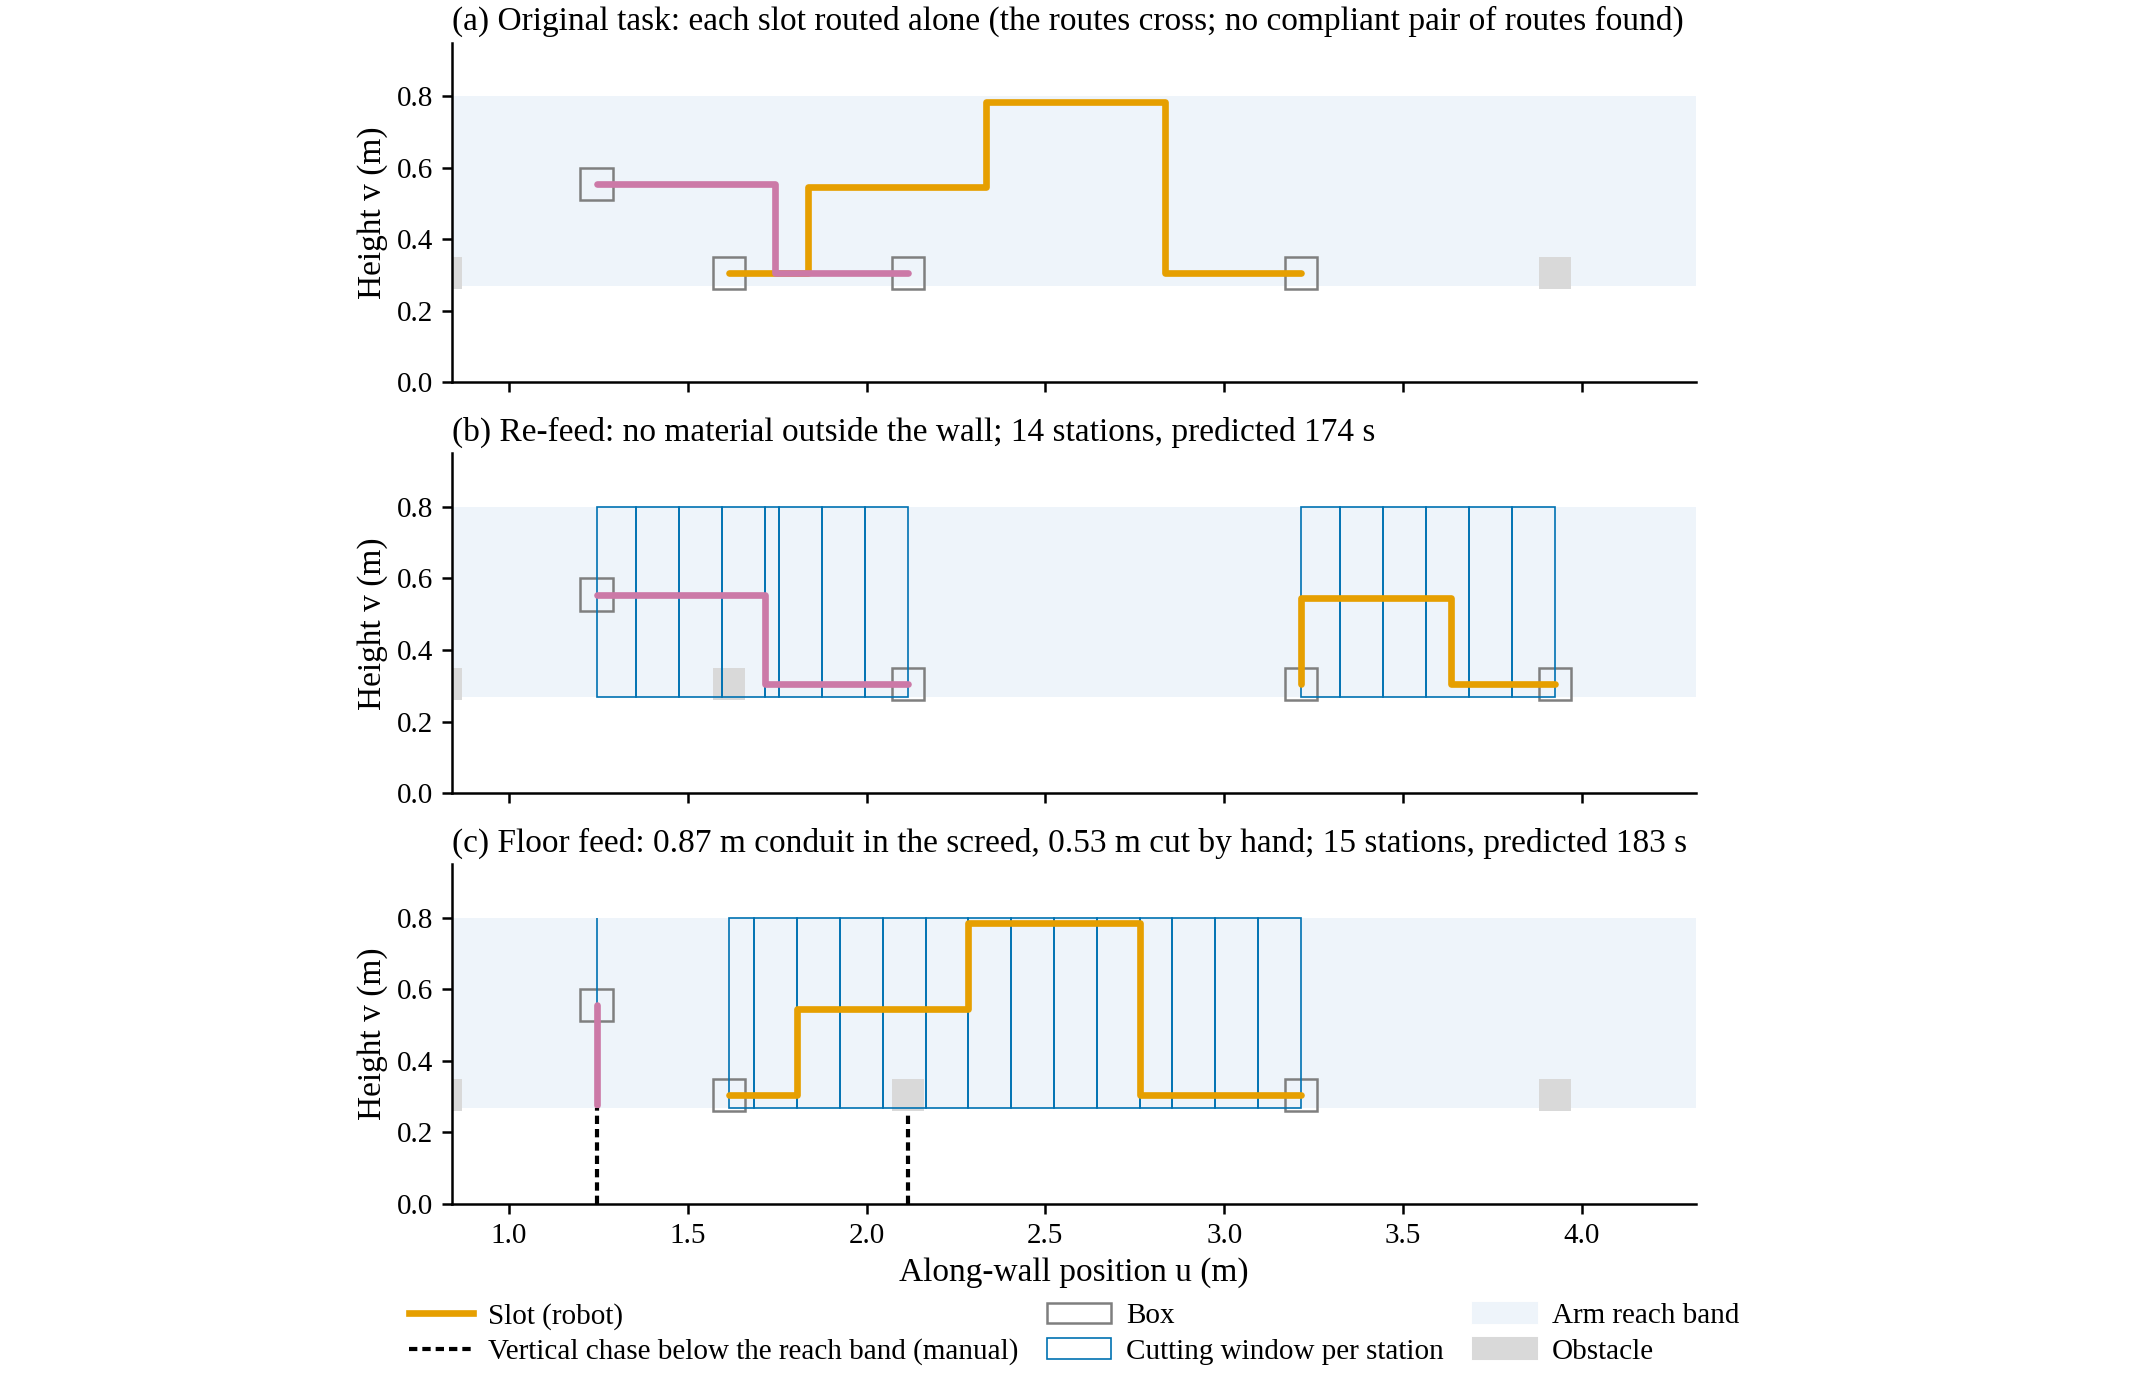 (a) Original task: each slot routed alone (the routes cross; no compliant pair of routes found)
0.8
0.6
0.4
0.2
0.0
Height v (m)
(b) Re-feed: no material outside the wall; 14 stations, predicted 174 s
0.8
0.6
0.4
0.2
0.0
Height v (m)
(c) Floor feed: 0.87 m conduit in the screed, 0.53 m cut by hand; 15 stations, predicted 183 s
0.8
0.6
0.4
0.2
0.0
Height v (m)
1.0 1.5 2.0 2.5 3.0 3.5 4.0
Along-wall position u (m)
Slot (robot)
Vertical chase below the reach band (manual)
Box
Cutting window per station
Arm reach band
Obstacle